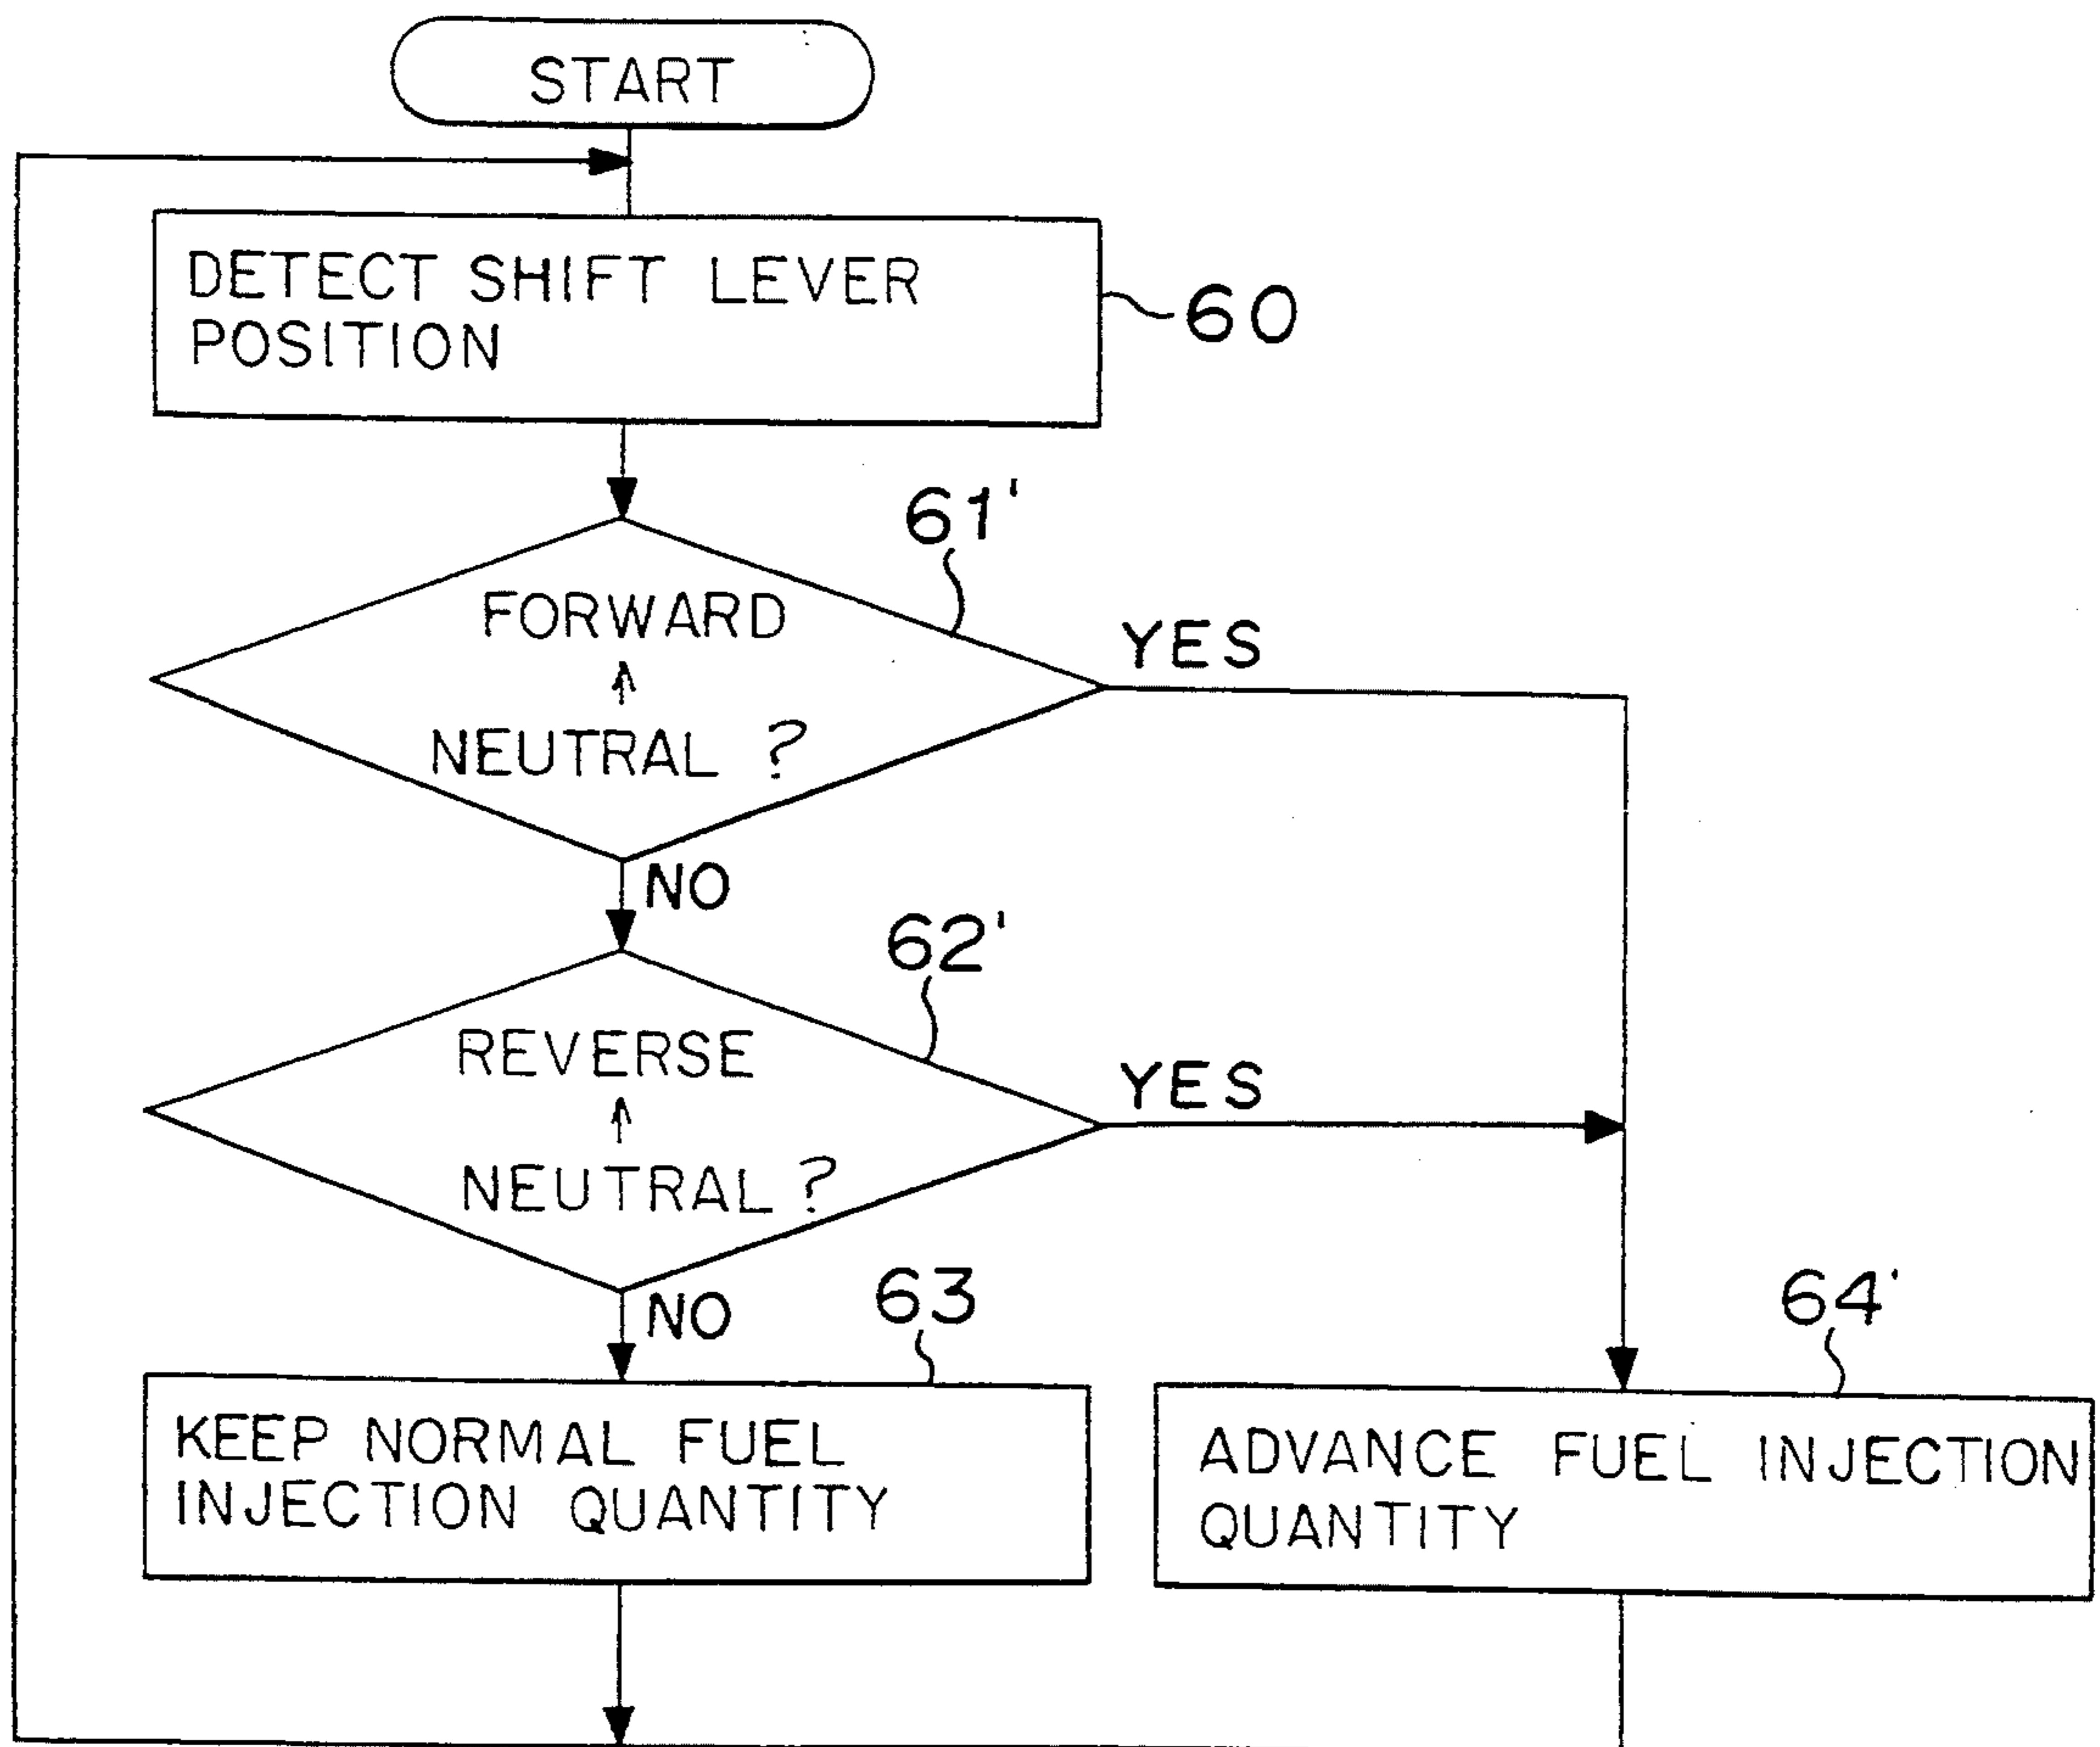 START
DETECT SHIFT LEVER
POSITION
60
61'
FORWARD
↑
NEUTRAL ?
YES
NO
62'
REVERSE
↑
NEUTRAL ?
YES
NO
63
KEEP NORMAL FUEL
INJECTION QUANTITY
64'
ADVANCE FUEL INJECTION
QUANTITY